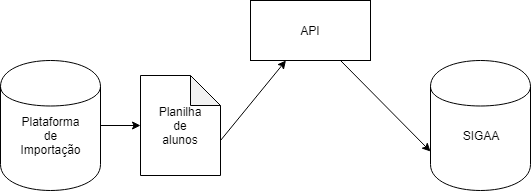 API
Plataforma
de
Importação
Planilha
de
alunos
SIGAA